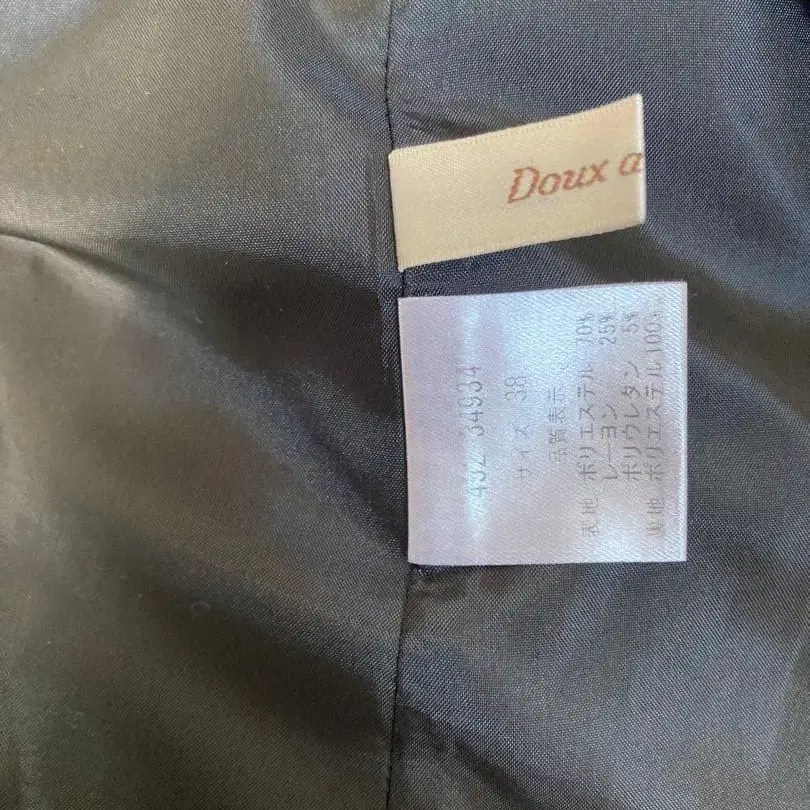 Doux a
432 34934
サイズ 38
品質表示
表地 ポリエステル 70%
レーヨン 25%
ポリウレタン 5%
裏地 ポリエステル 100%